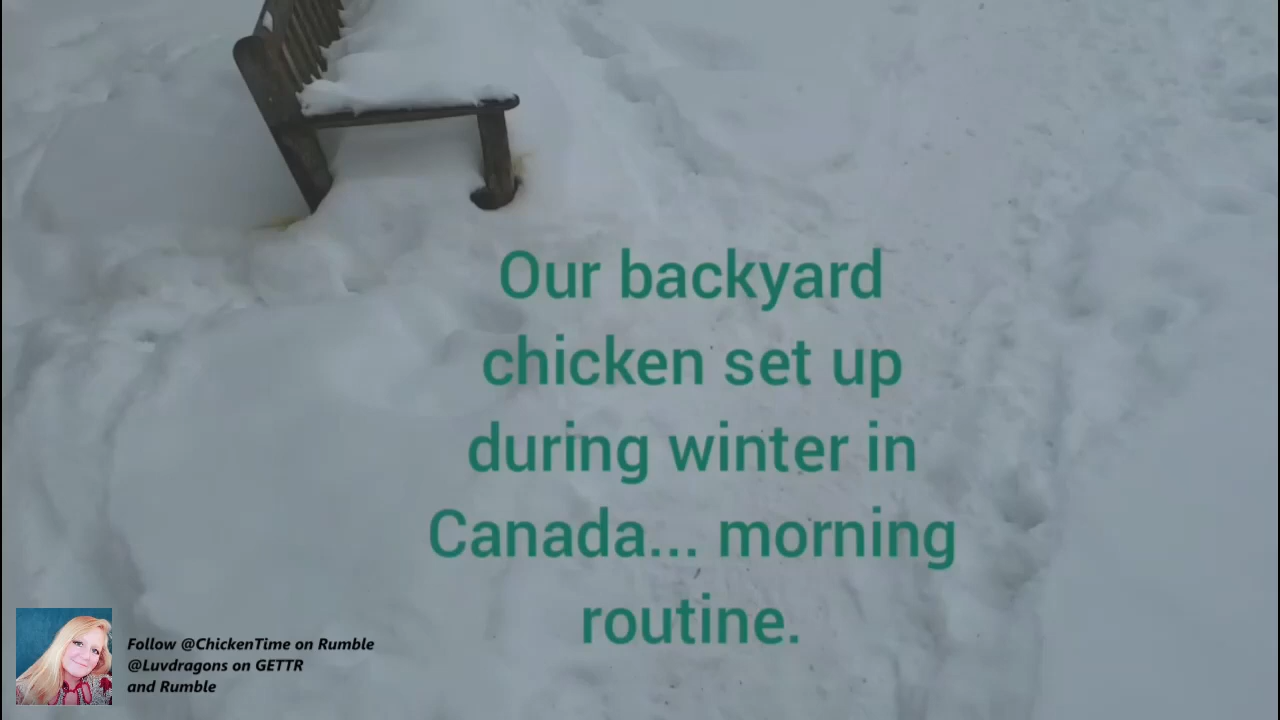 Our backyard
chicken set up
during winter in
Canada... morning
routine.
Follow @ChickenTime on Rumble
@Luvdragons on GETTR
and Rumble